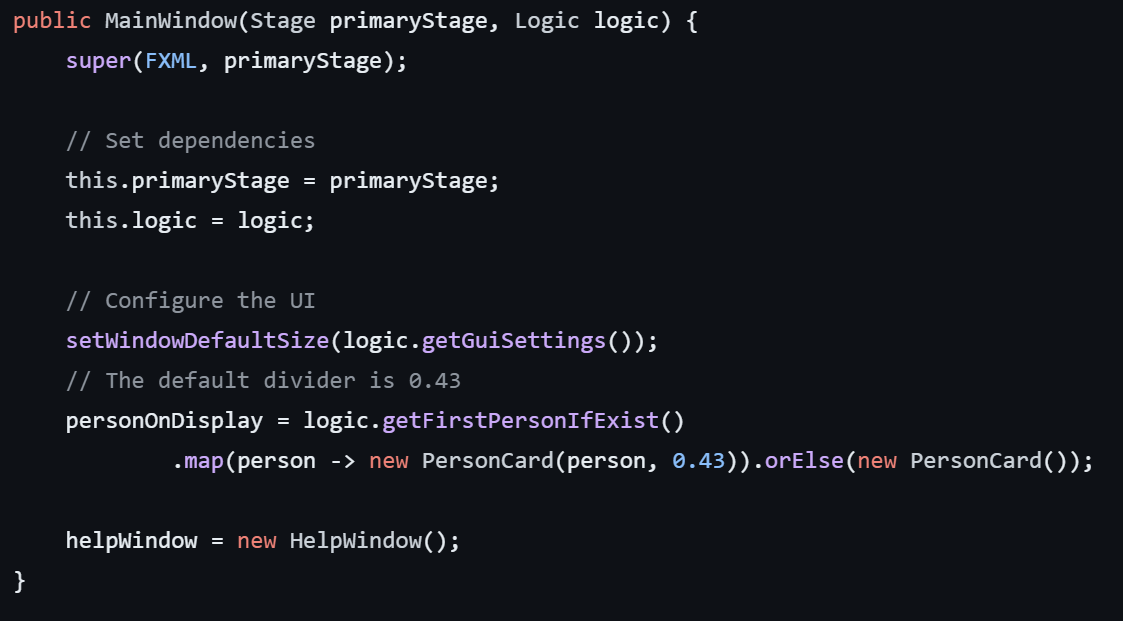 public MainWindow(Stage primaryStage, Logic logic) {
super(FXML, primaryStage);
// Set dependencies
this.primaryStage = primaryStage;
this.logic = logic;
// Configure the UI
setWindowDefaultSize(logic.getGuiSettings());
// The default divider is 0.43
personOnDisplay = logic.getFirstPersonIfExist()
.map(person -> new PersonCard(person, 0.43)).orElse(new PersonCard());
helpWindow = new HelpWindow();
}